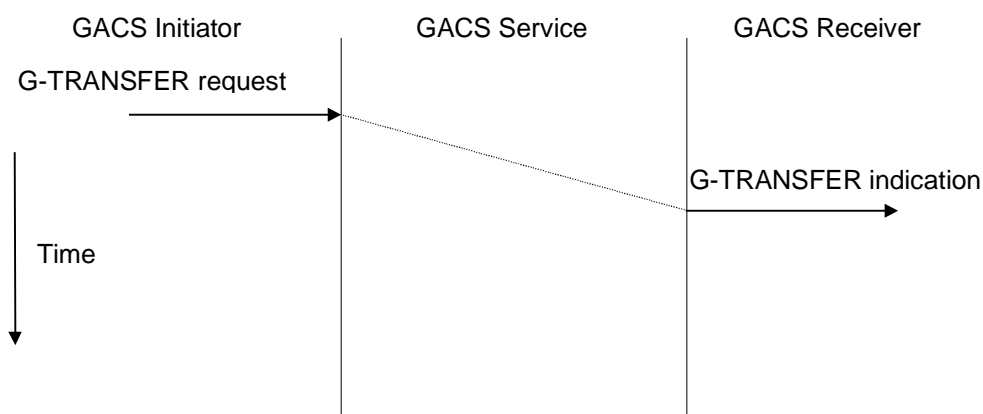 GACS Initiator
GACS Service
GACS Receiver
G-TRANSFER request
G-TRANSFER indication
Time